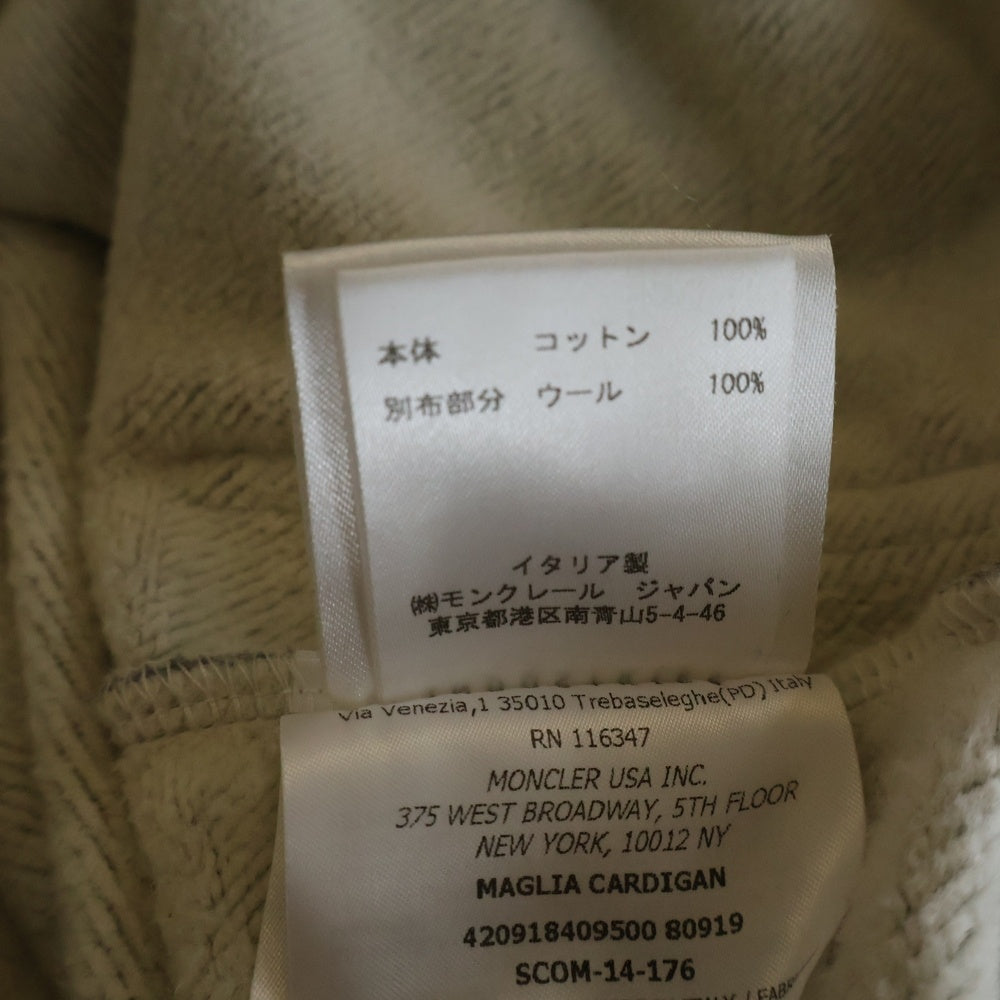 本体 コットン 100%
別布部分 ウール 100%
イタリア製
㈱モンクレール ジャパン
東京都港区南青山5-4-46
Via Venezia,1 35010 Trebaseleghe(PD) Italy
RN 116347
MONCLER USA INC.
375 WEST BROADWAY, 5TH FLOOR
NEW YORK, 10012 NY
MAGLIA CARDIGAN
420918409500 80919
SCOM-14-176